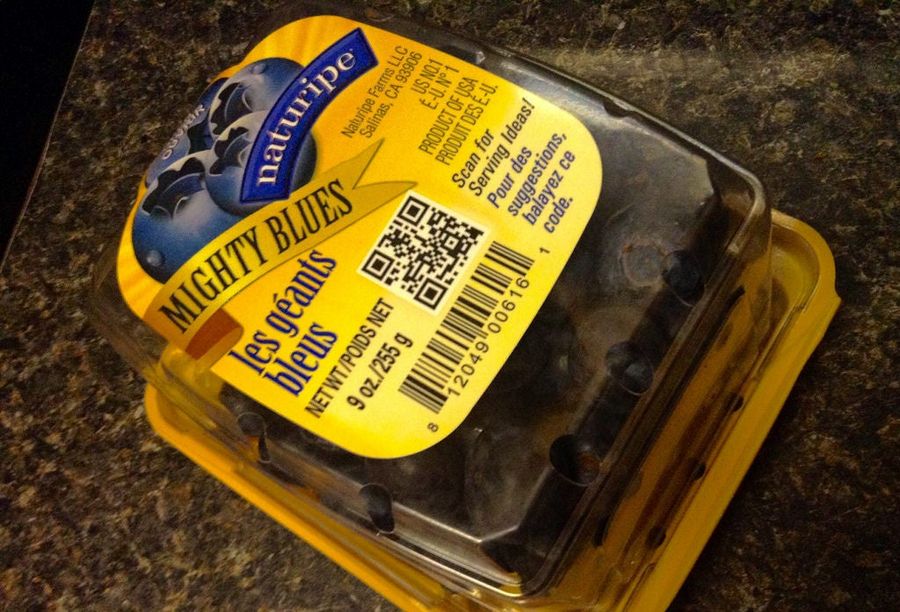 naturipe
Naturipe Farms LLC
Salinas, CA 93906
US NO.1
É-U. N° 1
PRODUCT OF USA
PRODUIT DES É-U.
Scan for
Serving Ideas!
Pour des
suggestions,
balayez ce
code.
MIGHTY BLUES
les géants
bleus
NET WT/POIDS NET
9 oz./255 g
8 12049 00616 1